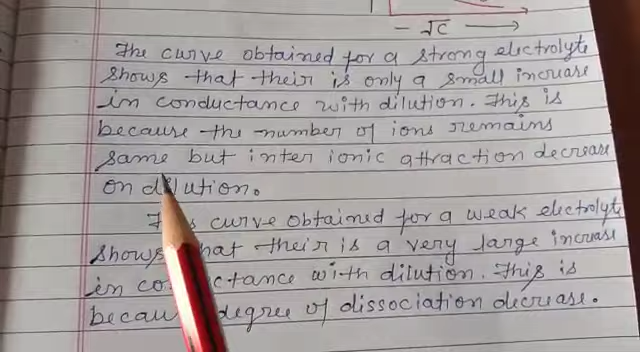 - √c
The curve obtained for a strong electrolyte
shows that their is only a small increase
in conductance with dilution. This is
because the number of ions remains
same but inter ionic attraction decrease
on dilution.
curve obtained for a weak electrolyte
shows that their is a very large increase
in conductance with dilution. This is
because degree of dissociation decrease.